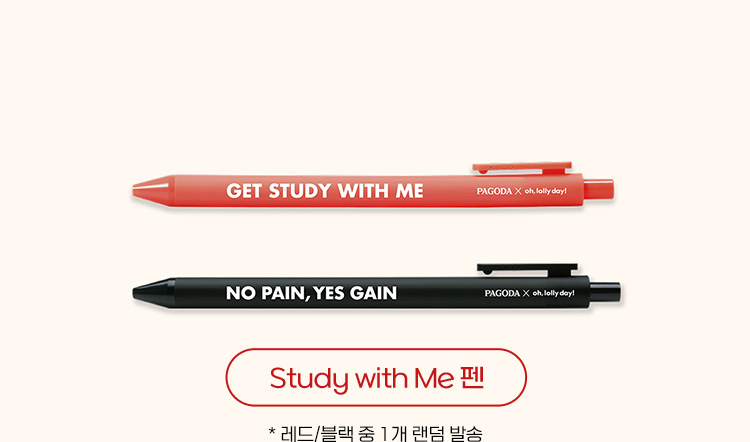 GET STUDY WITH ME
PAGODA X oh, lolly day!
NO PAIN, YES GAIN
PAGODA X oh, lolly day!
Study with Me 펜
* 레드/블랙 중 1개 랜덤 발송